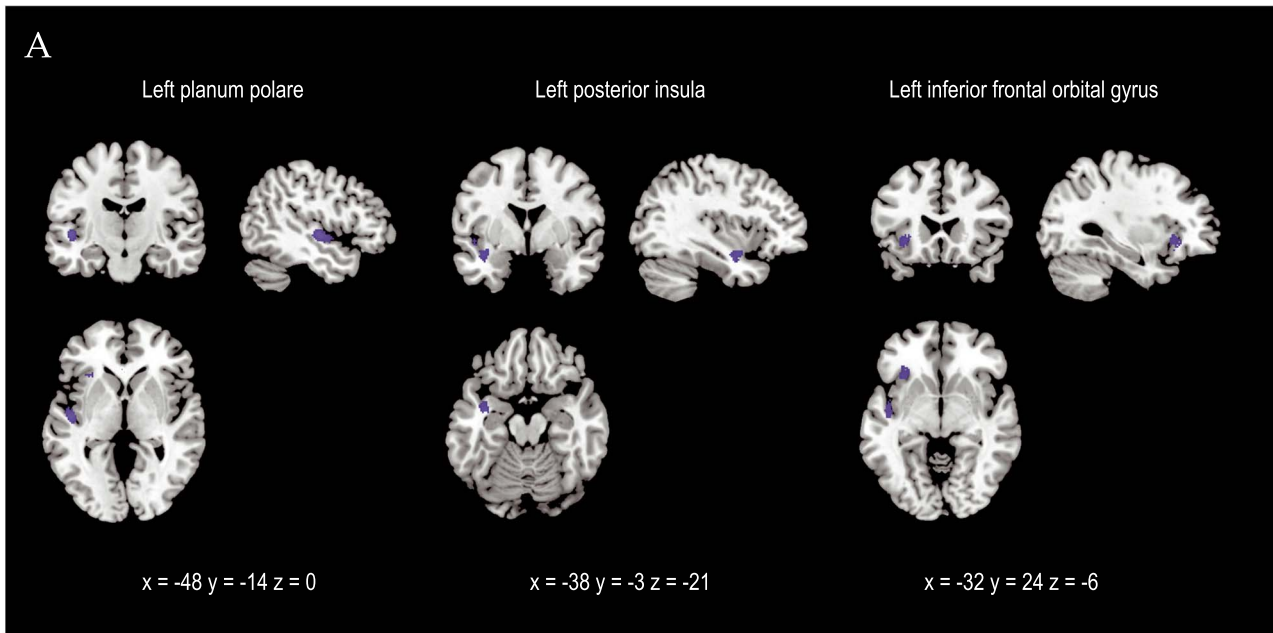 A
Left planum polare
Left posterior insula
Left inferior frontal orbital gyrus
x = -48 y = -14 z = 0
x = -38 y = -3 z = -21
x = -32 y = 24 z = -6